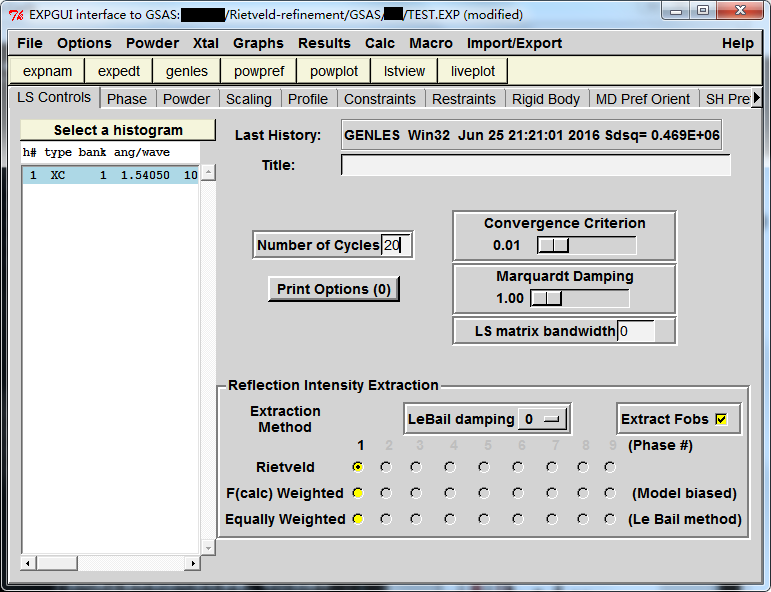 EXPGUI interface to GSAS: /Rietveld-refinement/GSAS/ /TEST.EXP (modified)
File Options Powder Xtal Graphs Results Calc Macro Import/Export Help
expnam expedt genles powpref powplot lstview liveplot
LS Controls Phase Powder Scaling Profile Constraints Restraints Rigid Body MD Pref Orient SH Pre
Select a histogram
h# type bank ang/wave
1 XC 1 1.54050 10
Last History: GENLES Win32 Jun 25 21:21:01 2016 Sdsq= 0.469E+06
Title:
Number of Cycles 20
Print Options (0)
Convergence Criterion
0.01
Marquardt Damping
1.00
LS matrix bandwidth 0
Reflection Intensity Extraction
Extraction
Method
LeBail damping 0
Extract Fobs
1 2 3 4 5 6 7 8 9 (Phase #)
Rietveld
F(calc) Weighted (Model biased)
Equally Weighted (Le Bail method)